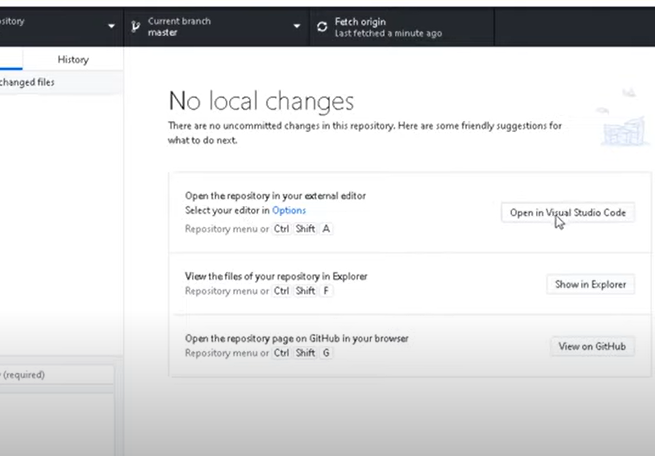 Current branch
master
Fetch origin
Last fetched a minute ago
History
changed files
No local changes
There are no uncommitted changes in this repository. Here are some friendly suggestions for
what to do next.
Open the repository in your external editor
Select your editor in Options
Repository menu or Ctrl Shift A
Open in Visual Studio Code
View the files of your repository in Explorer
Repository menu or Ctrl Shift F
Show in Explorer
Open the repository page on GitHub in your browser
Repository menu or Ctrl Shift G
View on GitHub
(required)